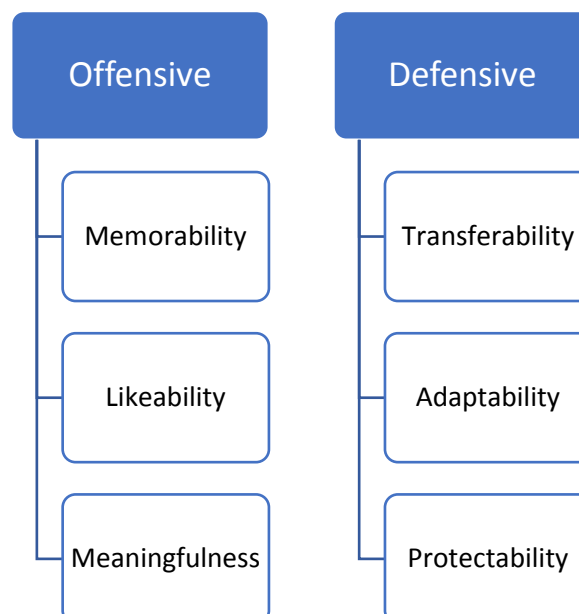 Offensive
Memorability
Likeability
Meaningfulness
Defensive
Transferability
Adaptability
Protectability